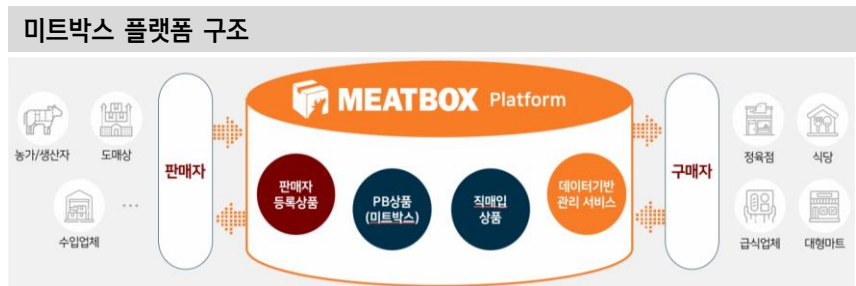 미트박스 플랫폼 구조
MEATBOX Platform
농가/생산자
도매상
수입업체
...
판매자
판매자
등록상품
PB상품
(미트박스)
직매입
상품
데이터기반
관리 서비스
구매자
정육점
식당
급식업체
대형마트